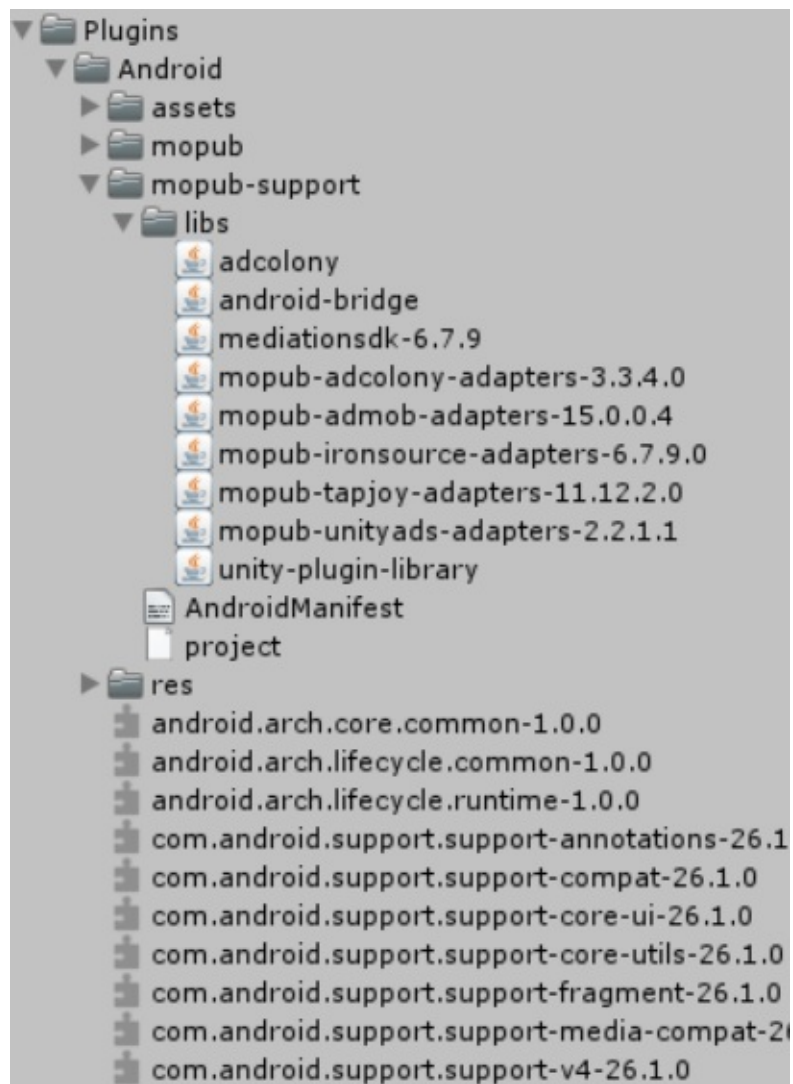 Plugins
Android
assets
mopub
mopub-support
libs
adcolony
android-bridge
mediationsdk-6.7.9
mopub-adcolony-adapters-3.3.4.0
mopub-admob-adapters-15.0.0.4
mopub-ironsource-adapters-6.7.9.0
mopub-tapjoy-adapters-11.12.2.0
mopub-unityads-adapters-2.2.1.1
unity-plugin-library
AndroidManifest
project
res
android.arch.core.common-1.0.0
android.arch.lifecycle.common-1.0.0
android.arch.lifecycle.runtime-1.0.0
com.android.support.support-annotations-26.1
com.android.support.support-compat-26.1.0
com.android.support.support-core-ui-26.1.0
com.android.support.support-core-utils-26.1.0
com.android.support.support-fragment-26.1.0
com.android.support.support-media-compat-26
com.android.support.support-v4-26.1.0